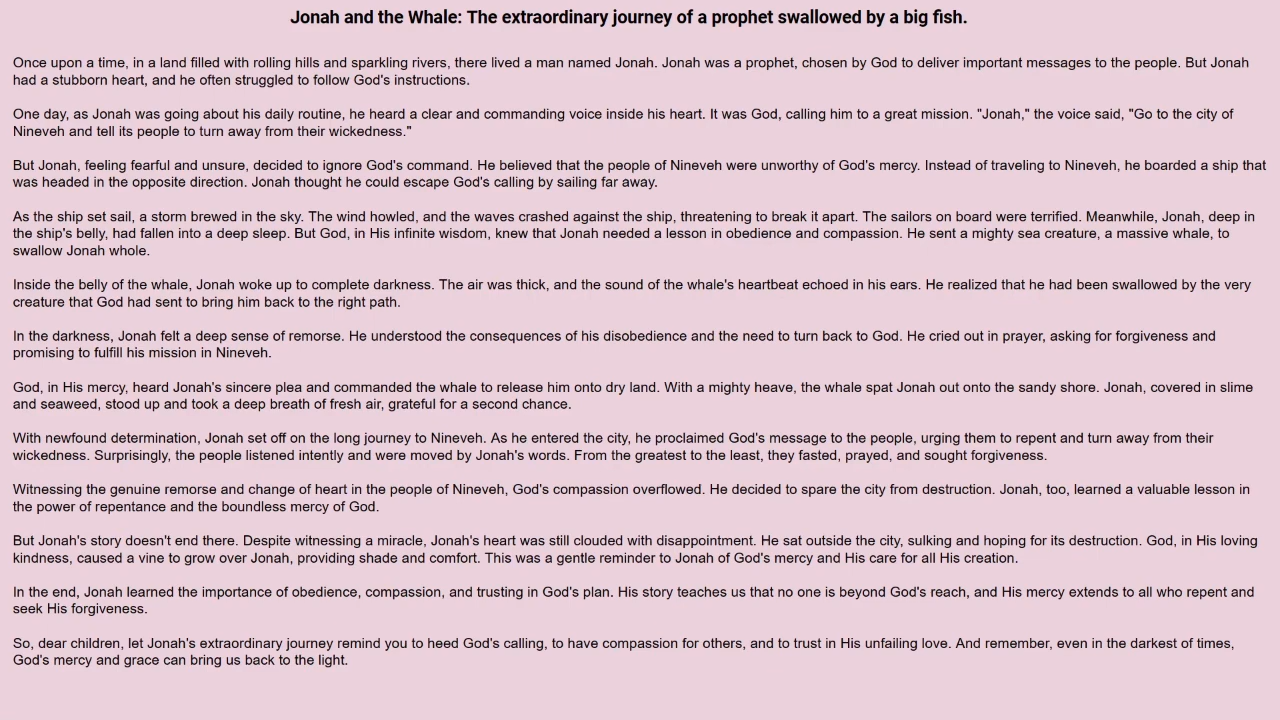 Jonah and the Whale: The extraordinary journey of a prophet swallowed by a big fish.
Once upon a time, in a land filled with rolling hills and sparkling rivers, there lived a man named Jonah. Jonah was a prophet, chosen by God to deliver important messages to the people. But Jonah
had a stubborn heart, and he often struggled to follow God's instructions.
One day, as Jonah was going about his daily routine, he heard a clear and commanding voice inside his heart. It was God, calling him to a great mission. "Jonah," the voice said, "Go to the city of
Nineveh and tell its people to turn away from their wickedness."
But Jonah, feeling fearful and unsure, decided to ignore God's command. He believed that the people of Nineveh were unworthy of God's mercy. Instead of traveling to Nineveh, he boarded a ship that
was headed in the opposite direction. Jonah thought he could escape God's calling by sailing far away.
As the ship set sail, a storm brewed in the sky. The wind howled, and the waves crashed against the ship, threatening to break it apart. The sailors on board were terrified. Meanwhile, Jonah, deep in
the ship's belly, had fallen into a deep sleep. But God, in His infinite wisdom, knew that Jonah needed a lesson in obedience and compassion. He sent a mighty sea creature, a massive whale, to
swallow Jonah whole.
Inside the belly of the whale, Jonah woke up to complete darkness. The air was thick, and the sound of the whale's heartbeat echoed in his ears. He realized that he had been swallowed by the very
creature that God had sent to bring him back to the right path.
In the darkness, Jonah felt a deep sense of remorse. He understood the consequences of his disobedience and the need to turn back to God. He cried out in prayer, asking for forgiveness and
promising to fulfill his mission in Nineveh.
God, in His mercy, heard Jonah's sincere plea and commanded the whale to release him onto dry land. With a mighty heave, the whale spat Jonah out onto the sandy shore. Jonah, covered in slime
and seaweed, stood up and took a deep breath of fresh air, grateful for a second chance.
With newfound determination, Jonah set off on the long journey to Nineveh. As he entered the city, he proclaimed God's message to the people, urging them to repent and turn away from their
wickedness. Surprisingly, the people listened intently and were moved by Jonah's words. From the greatest to the least, they fasted, prayed, and sought forgiveness.
Witnessing the genuine remorse and change of heart in the people of Nineveh, God's compassion overflowed. He decided to spare the city from destruction. Jonah, too, learned a valuable lesson in
the power of repentance and the boundless mercy of God.
But Jonah's story doesn't end there. Despite witnessing a miracle, Jonah's heart was still clouded with disappointment. He sat outside the city, sulking and hoping for its destruction. God, in His loving
kindness, caused a vine to grow over Jonah, providing shade and comfort. This was a gentle reminder to Jonah of God's mercy and His care for all His creation.
In the end, Jonah learned the importance of obedience, compassion, and trusting in God's plan. His story teaches us that no one is beyond God's reach, and His mercy extends to all who repent and
seek His forgiveness.
So, dear children, let Jonah's extraordinary journey remind you to heed God's calling, to have compassion for others, and to trust in His unfailing love. And remember, even in the darkest of times,
God's mercy and grace can bring us back to the light.